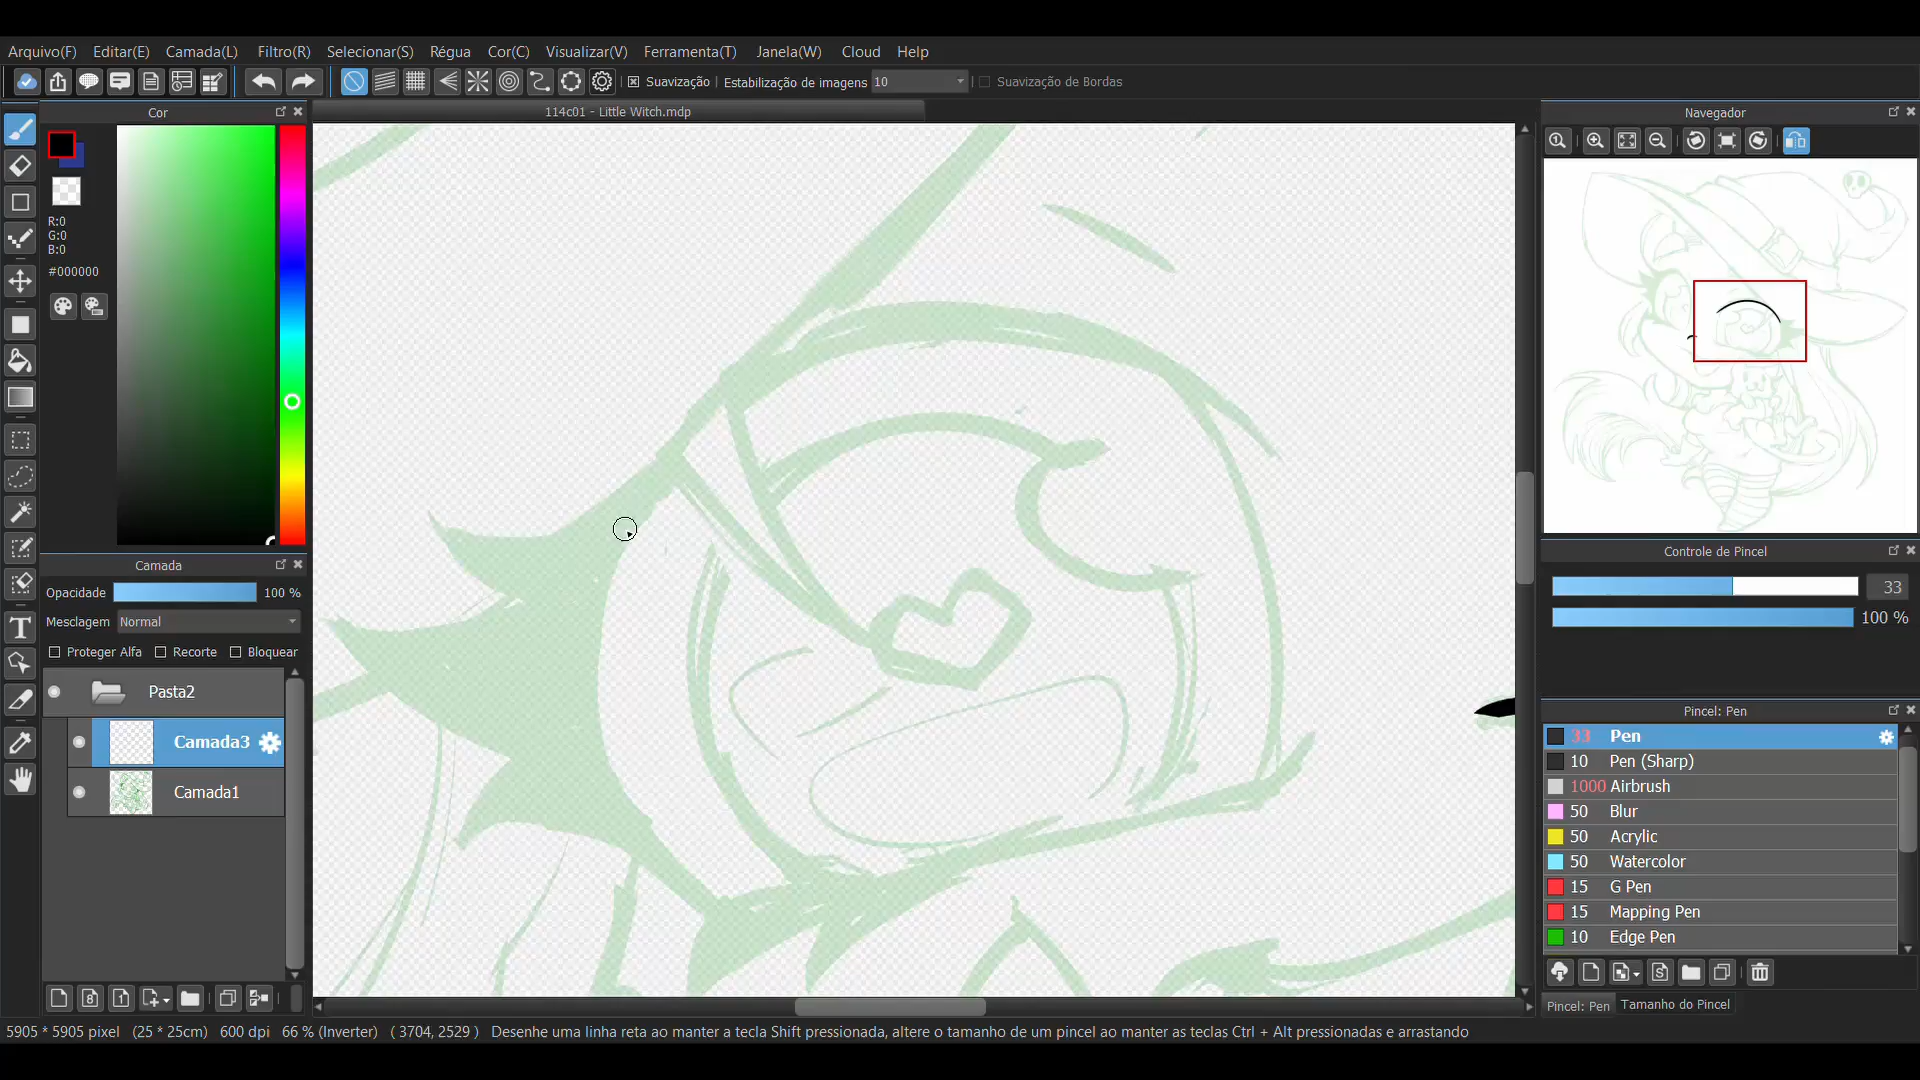 Arquivo(F) Editar(E) Camada(L) Filtro(R) Selecionar(S) Régua Cor(C) Visualizar(V) Ferramenta(T) Janela(W) Cloud Help
Suavização Estabilização de imagens 10 Suavização de Bordas
Cor
114c01 - Little Witch.mdp
Navegador
R:0
G:0
B:0
#000000
Camada
Opacidade 100 %
Mesclagem Normal
Proteger Alfa Recorte Bloquear
Pasta2
Camada3
Camada1
Controle de Pincel
33
100 %
Pincel: Pen
33 Pen
10 Pen (Sharp)
1000 Airbrush
50 Blur
50 Acrylic
50 Watercolor
15 G Pen
15 Mapping Pen
10 Edge Pen
Pincel: Pen Tamanho do Pincel
5905 * 5905 pixel (25 * 25cm) 600 dpi 66 % (Inverter) ( 3704, 2529 ) Desenhe uma linha reta ao manter a tecla Shift pressionada, altere o tamanho de um pincel ao manter as teclas Ctrl + Alt pressionadas e arrastando